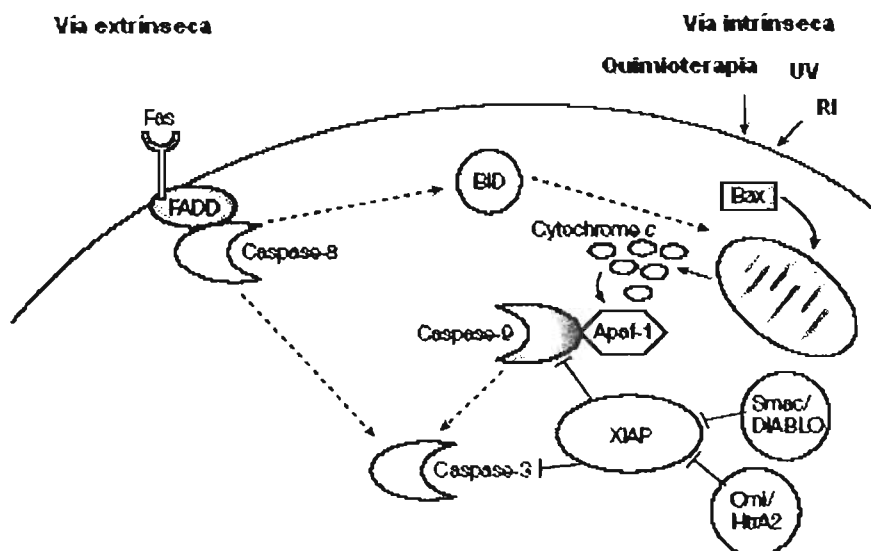 Vía extrínseca
Vía intrínseca
Quimioterapia UV
RI
Fas
FADD
Caspase-8
BID
Bax
Cytochrome c
Caspase-9
Apaf-1
XIAP
Smac/
DIABLO
Caspase-3
Omi/
HtrA2